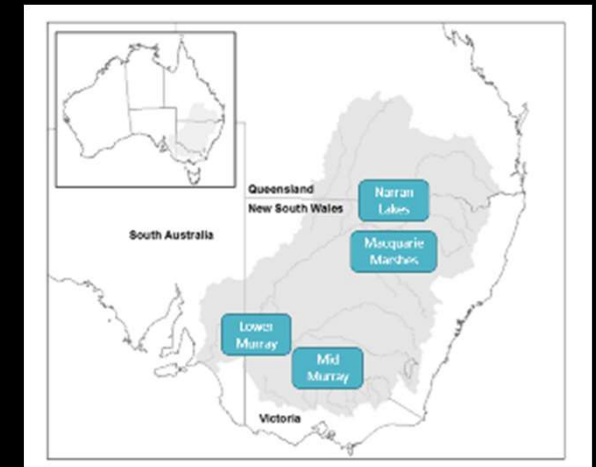 Queensland
New South Wales
South Australia
Narran
Lakes
Macquarie
Marshes
Lower
Murray
Mid
Murray
Victoria